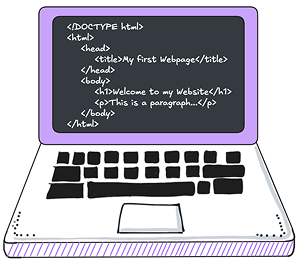 <!DOCTYPE html>
<html>
<head>
<title>My first Webpage</title>
</head>
<body>
<h1>Welcome to my Website</h1>
<p>This is a paragraph...</p>
</body>
</html>